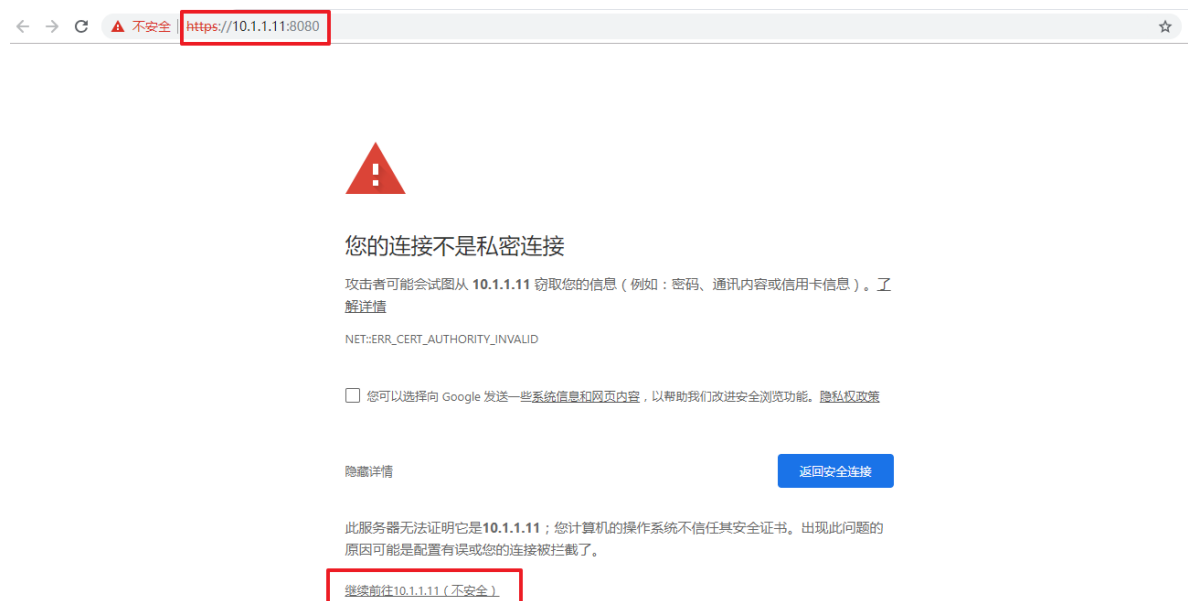 不安全 | https://10.1.1.11:8080
您的连接不是私密连接
攻击者可能会试图从 10.1.1.11 窃取您的信息（例如：密码、通讯内容或信用卡信息）。了
解详情
NET::ERR_CERT_AUTHORITY_INVALID
您可以选择向 Google 发送一些系统信息和网页内容，以帮助我们改进安全浏览功能。隐私权政策
隐藏详情
返回安全连接
此服务器无法证明它是10.1.1.11；您计算机的操作系统不信任其安全证书。出现此问题的
原因可能是配置有误或您的连接被拦截了。
继续前往10.1.1.11（不安全）